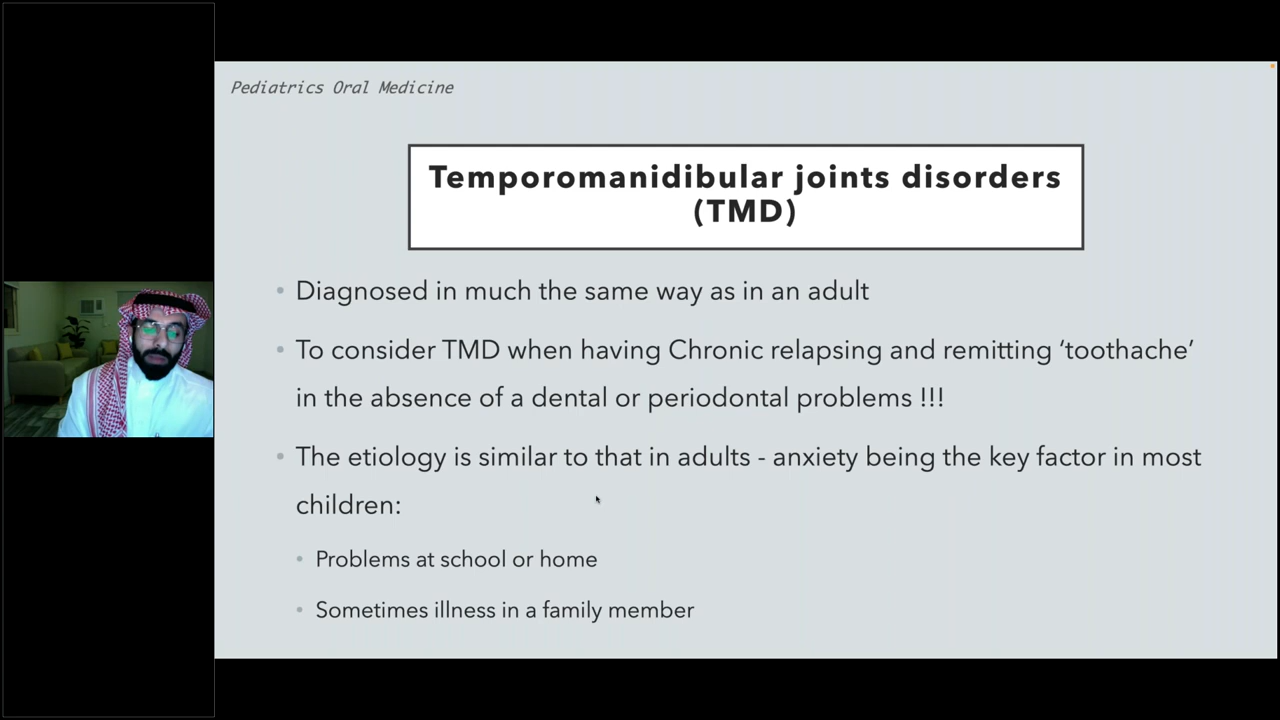 Pediatrics Oral Medicine
Temporomanidibular joints disorders
(TMD)
Diagnosed in much the same way as in an adult
To consider TMD when having Chronic relapsing and remitting ‘toothache’
in the absence of a dental or periodontal problems !!!
The etiology is similar to that in adults - anxiety being the key factor in most
children:
Problems at school or home
Sometimes illness in a family member